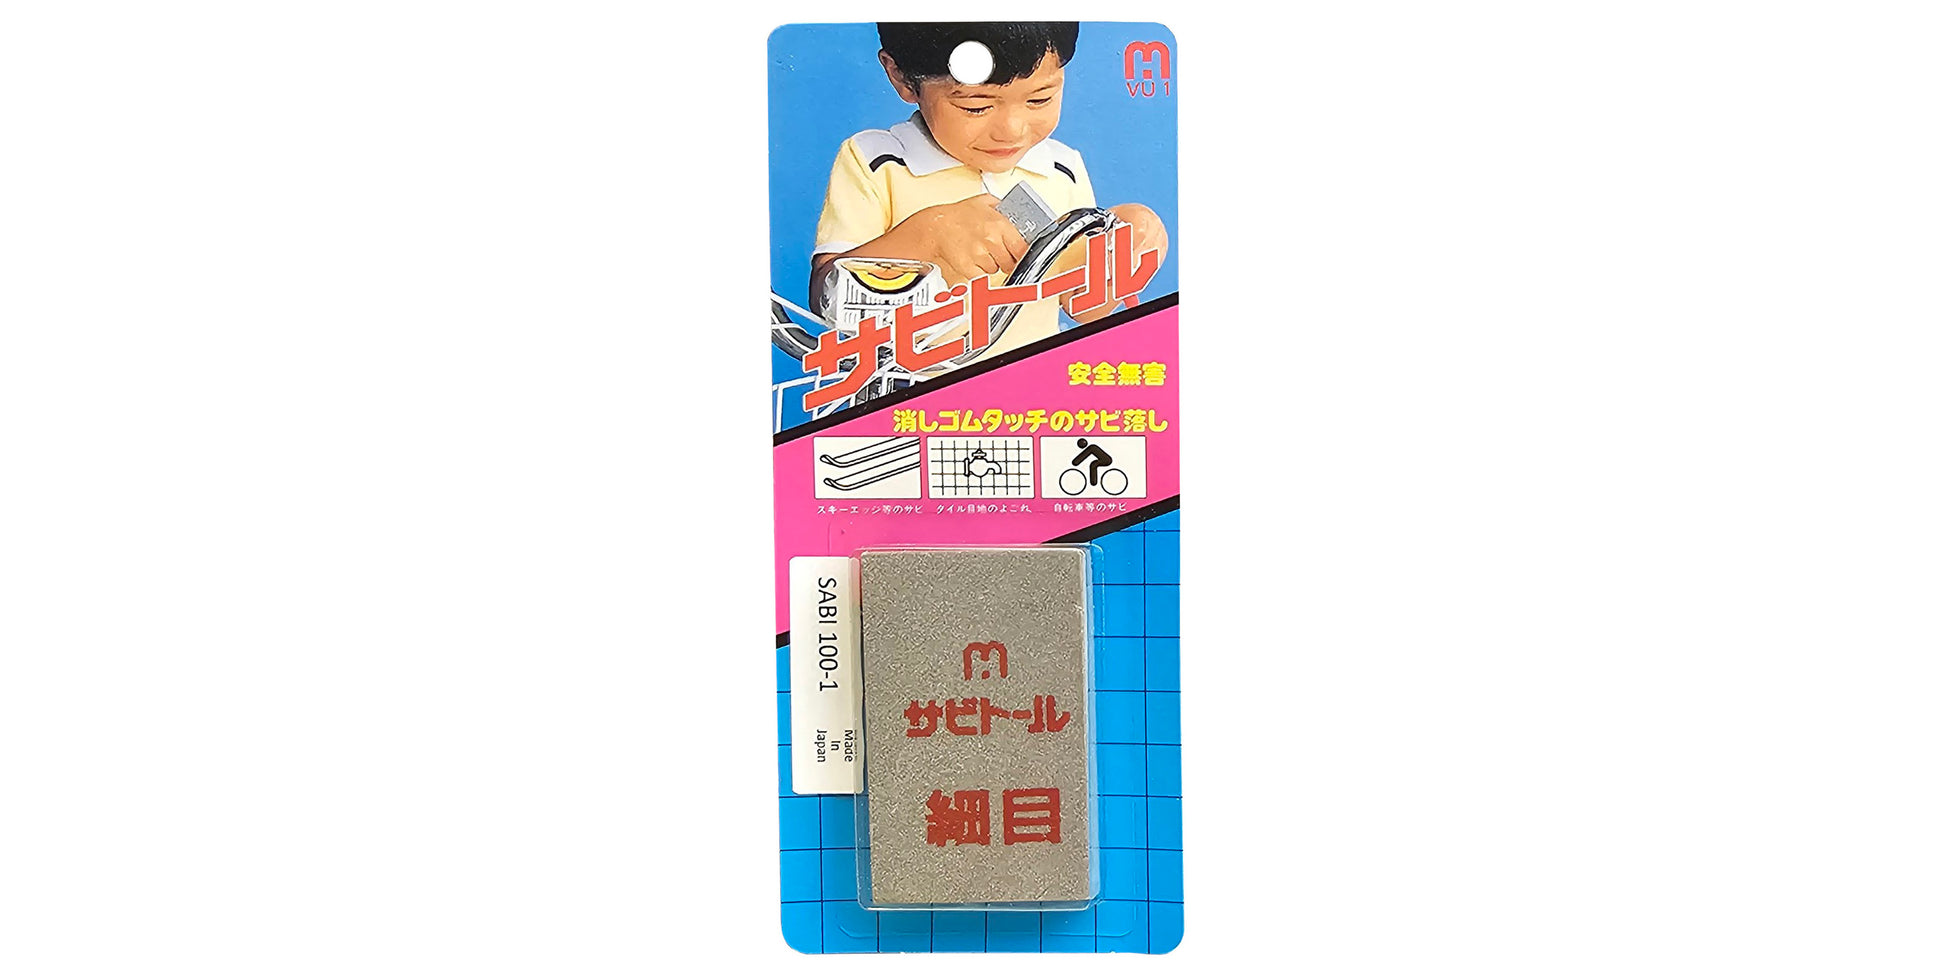 VU 1
サビトール
安全無害
消しゴムタッチのサビ落し
スキーエッジ等のサビ
タイル目地のよごれ
自転車等のサビ
SABI 100-1
Made
In
Japan
サビトール
細目